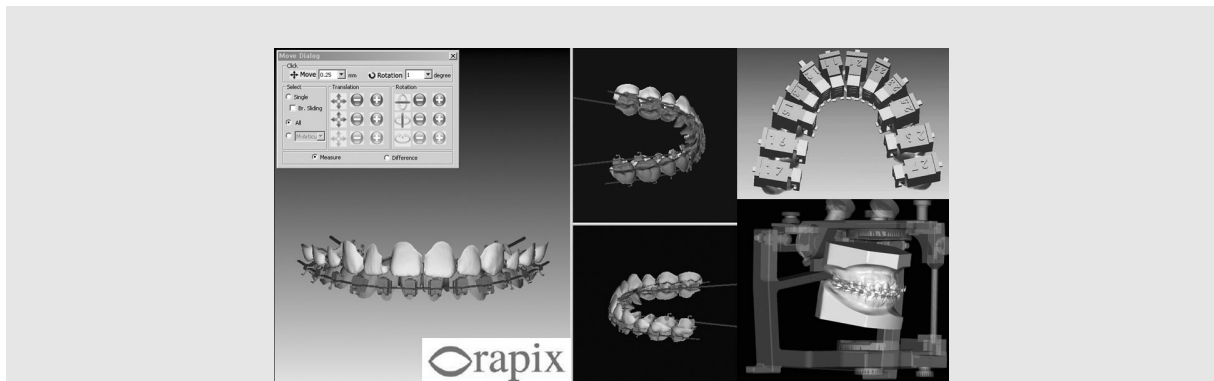 Move Dialog
Click
Move 0.25 mm Rotation 1 degree
Select
Translation
Rotation
Single
Br. Sliding
All
M-Articu
Measure
Difference
Orapix